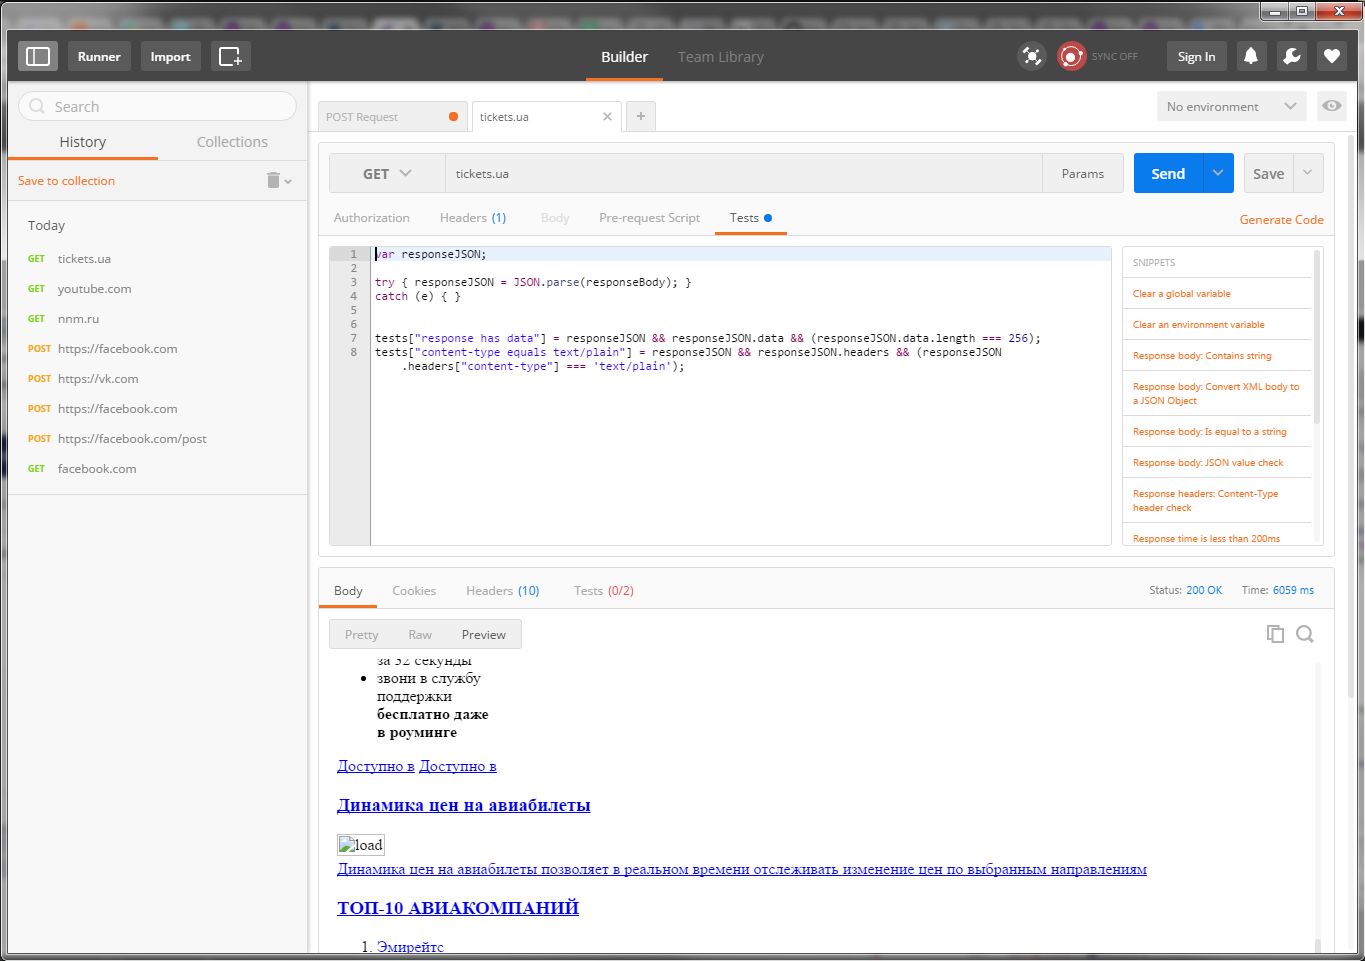 Runner
Import
Builder
Team Library
SYNC OFF
Sign In
Search
History
Collections
Save to collection
Today
GET tickets.ua
GET youtube.com
GET nnm.ru
POST https://facebook.com
POST https://vk.com
POST https://facebook.com
POST https://facebook.com/post
GET facebook.com
POST Request
tickets.ua
No environment
GET
tickets.ua
Params
Send
Save
Authorization
Headers (1)
Body
Pre-request Script
Tests
Generate Code
1 var responseJSON;
2
3 try { responseJSON = JSON.parse(responseBody); }
4 catch (e) { }
5
6
7 tests["response has data"] = responseJSON && responseJSON.data && (responseJSON.data.length === 256);
8 tests["content-type equals text/plain"] = responseJSON && responseJSON.headers && (responseJSON
.headers["content-type"] === 'text/plain');
SNIPPETS
Clear a global variable
Clear an environment variable
Response body: Contains string
Response body: Convert XML body to
a JSON Object
Response body: Is equal to a string
Response body: JSON value check
Response headers: Content-Type
header check
Response time is less than 200ms
Body
Cookies
Headers (10)
Tests (0/2)
Status: 200 OK
Time: 6059 ms
Pretty
Raw
Preview
за 32 секунды
звони в службу
поддержки
бесплатно даже
в роуминге
Доступно в Доступно в
Динамика цен на авиабилеты
load
Динамика цен на авиабилеты позволяет в реальном времени отслеживать изменение цен по выбранным направлениям
ТОП-10 АВИАКОМПАНИЙ
1. Эмирейтс